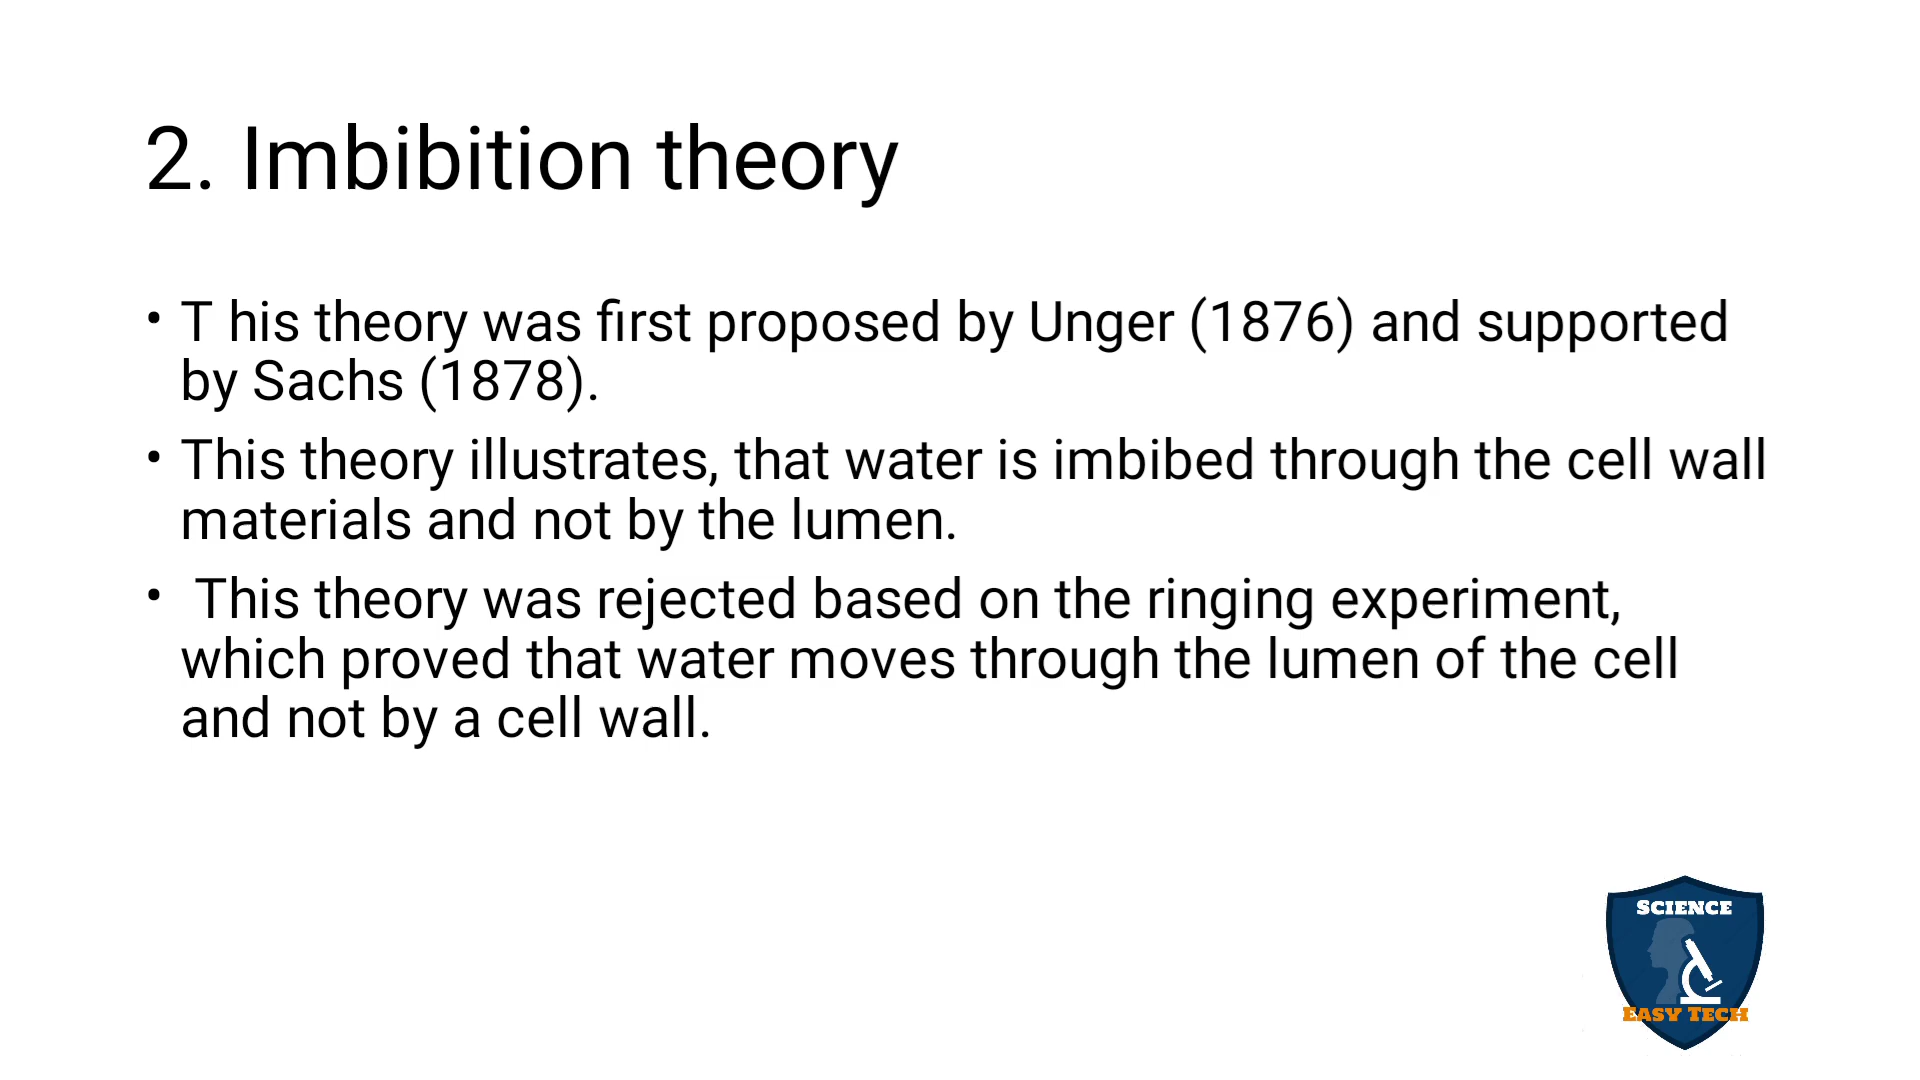 2. Imbibition theory
• T his theory was first proposed by Unger (1876) and supported
by Sachs (1878).
• This theory illustrates, that water is imbibed through the cell wall
materials and not by the lumen.
• This theory was rejected based on the ringing experiment,
which proved that water moves through the lumen of the cell
and not by a cell wall.
SCIENCE
EASY TECH